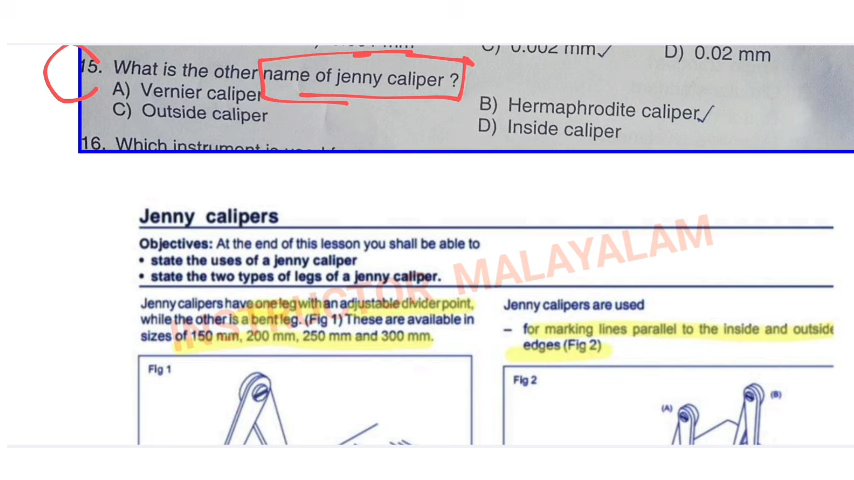 C) 0.002 mm✓ D) 0.02 mm
15. What is the other name of jenny caliper ?
A) Vernier caliper
B) Hermaphrodite caliper✓
C) Outside caliper
D) Inside caliper
16. Which instrument is used f
Jenny calipers
Objectives: At the end of this lesson you shall be able to
• state the uses of a jenny caliper
• state the two types of legs of a jenny caliper.
Jenny calipers have one leg with an adjustable divider point,
while the other is a bent leg. (Fig 1) These are available in
sizes of 150 mm, 200 mm, 250 mm and 300 mm.
Jenny calipers are used
– for marking lines parallel to the inside and outside
edges (Fig 2)
Fig 1
Fig 2
(A)
(B)
INSTRUCTOR MALAYALAM